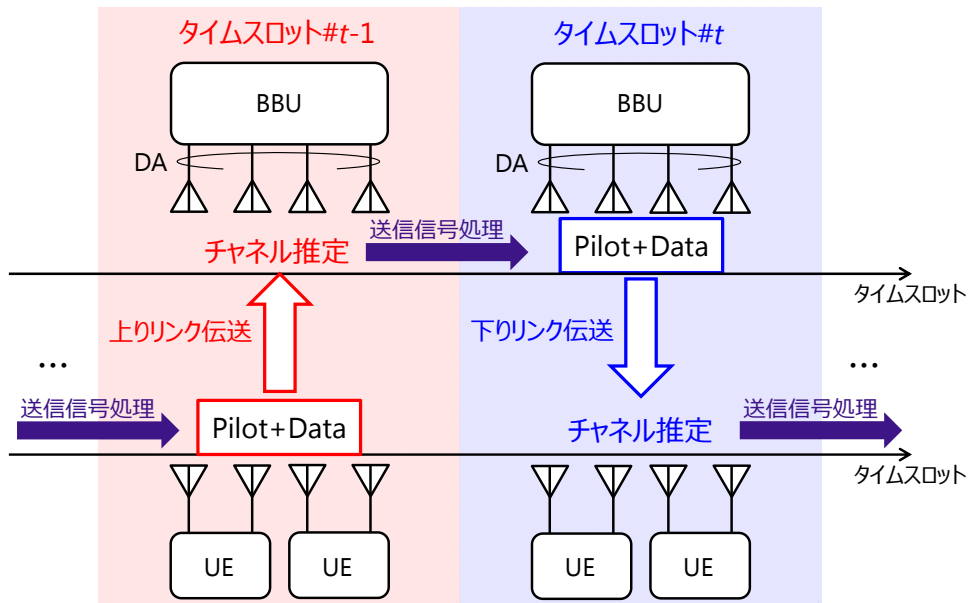 タイムスロット#t-1
タイムスロット#t
BBU
BBU
DA
DA
送信信号処理
チャネル推定
Pilot+Data
タイムスロット
上りリンク伝送
下りリンク伝送
…
…
送信信号処理
Pilot+Data
チャネル推定
送信信号処理
タイムスロット
UE
UE
UE
UE